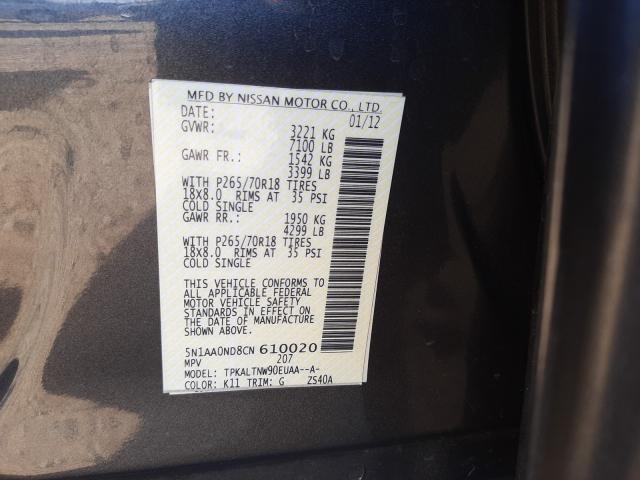 MFD BY NISSAN MOTOR CO., LTD.
DATE: 01/12
GVWR: 3221 KG
7100 LB
GAWR FR.: 1542 KG
3399 LB
WITH P265/70R18 TIRES
18X8.0 RIMS AT 35 PSI
COLD SINGLE
GAWR RR.: 1950 KG
4299 LB
WITH P265/70R18 TIRES
18X8.0 RIMS AT 35 PSI
COLD SINGLE
THIS VEHICLE CONFORMS TO
ALL APPLICABLE FEDERAL
MOTOR VEHICLE SAFETY
STANDARDS IN EFFECT ON
THE DATE OF MANUFACTURE
SHOWN ABOVE.
5N1AA0ND8CN 610020
MPV 207
MODEL: TPKALTNW90EUAA--A-
COLOR: K11 TRIM: G ZS40A